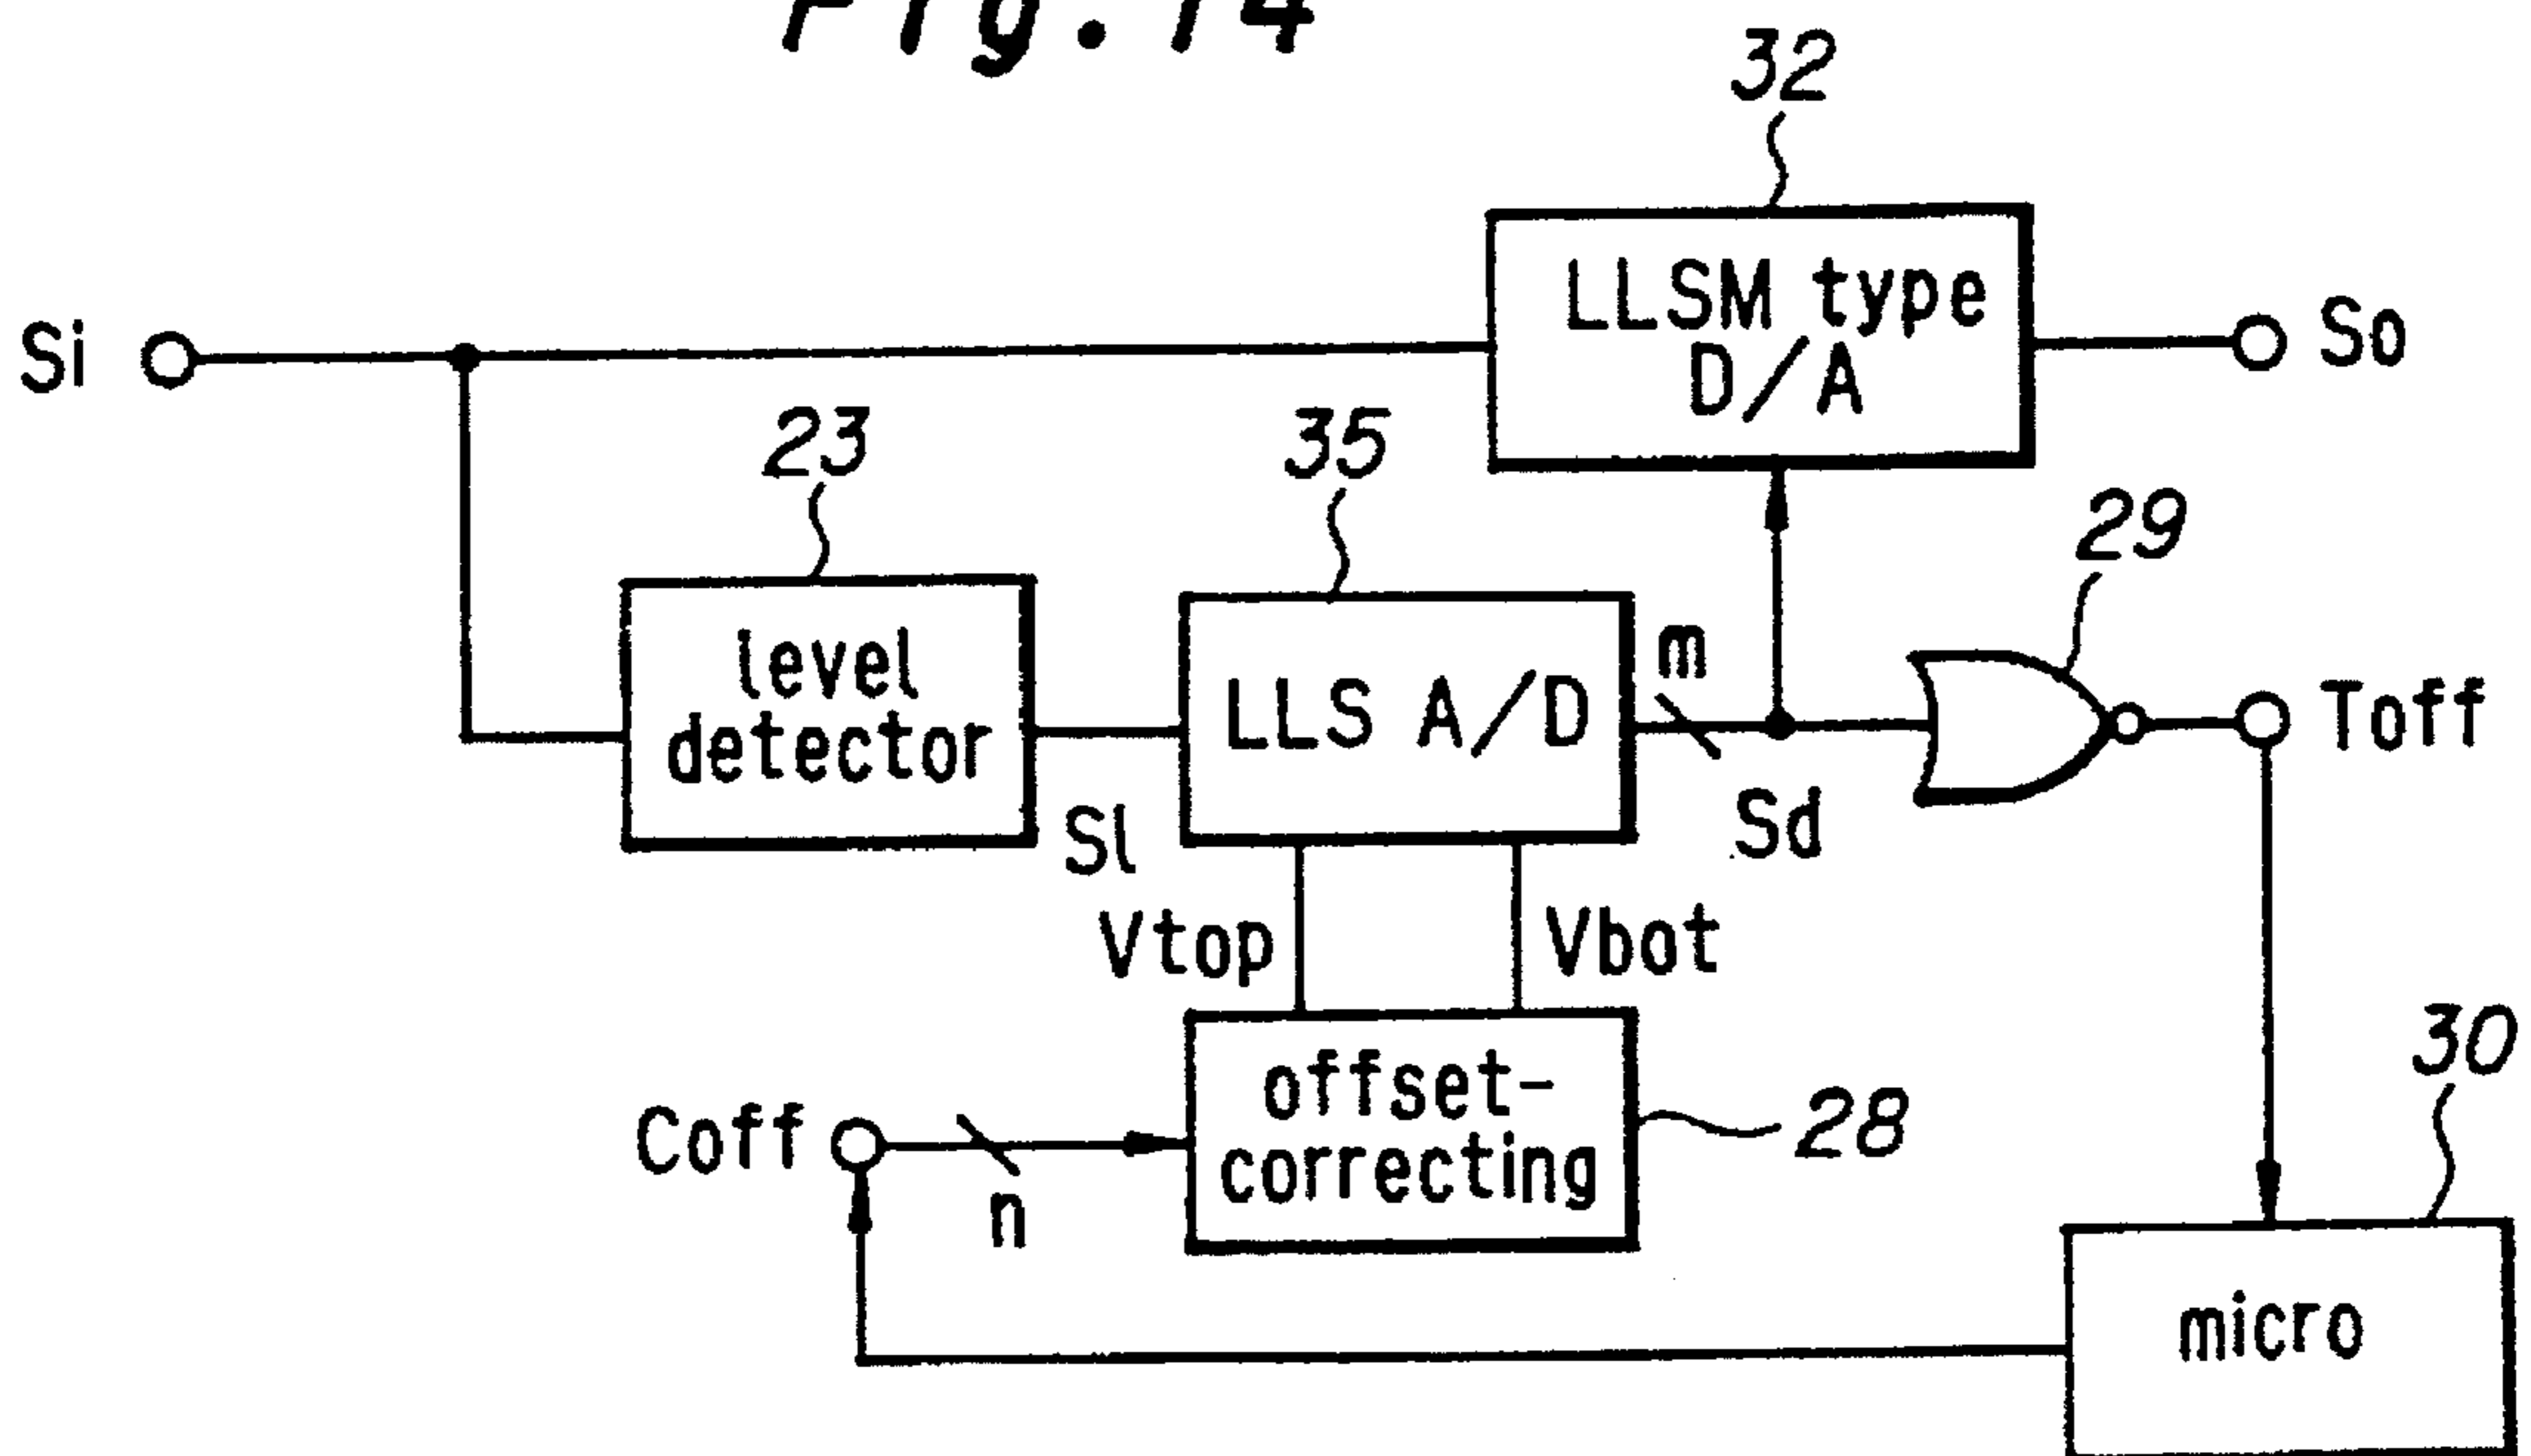 Fig. 14
32
LLSM type
D/A
Si
So
23
35
29
level
detector
LLS A/D
m
Toff
Sl
Sd
Vtop
Vbot
30
offset-
correcting
28
Coff
n
micro